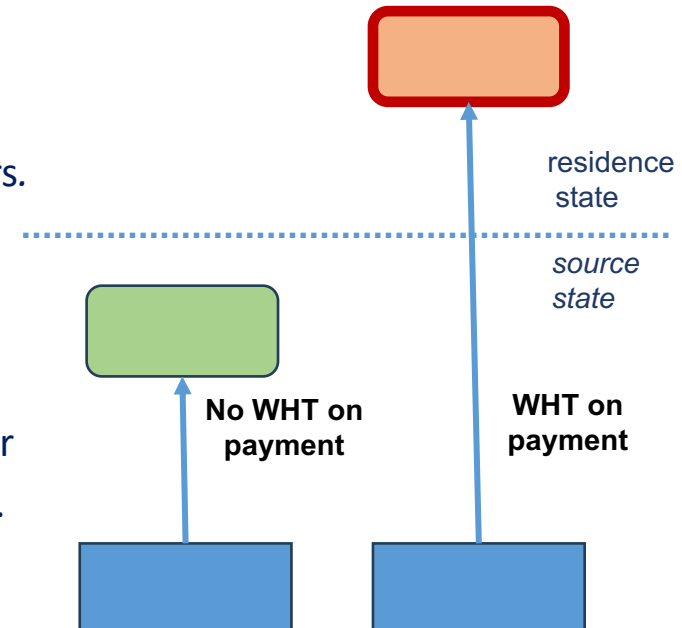 s.
residence
state
source
state
No WHT on
payment
WHT on
payment
r
.